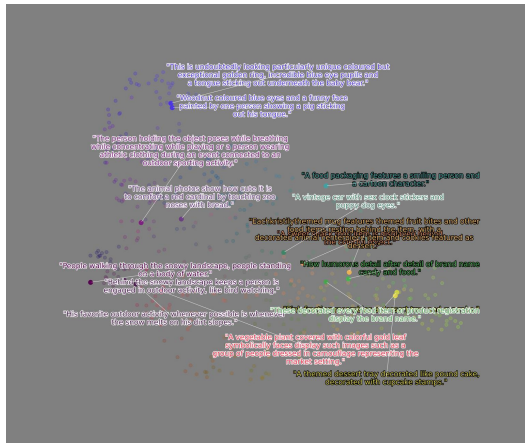 "This is undoubtedly looking particularly unique coloured but
exceptional golden ring, incredible blue eye pupils and
a tongue sticking out underneath the baby bear."
coloured blue eyes and a funny face
painted by one person showing a pig sticking
out his tongue."
"The person holding the object poses while breathing
while concentrating while playing or a person wearing
athletic clothing during an event connected to an
outdoor sporting activity."
"A food packaging features a smiling person and
a cartoon character."
"The animal photos show how cute it is
to comfort a red cardinal by touching zoo
noses with bread."
"A vintage car with sex clock stickers and
puppy dog eyes."
themed mug features themed fruit bites and other
food items resting behind
decorated animal and cookies featured as
"People walking through the snowy landscape, people standing
on a body of water."
"How humorous detail after detail of brand name
candy and food."
"Behind the snowy landscape keeps a person is
engaged in outdoor activity, like bird watching."
"His favorite outdoor activity whenever possible is whenever
the snow melts on his dirt slopes."
decorated every food item or product registration
display the brand name."
"A vegetable plant covered with colorful gold leaf
symbolically faces display such images such as a
group of people dressed in camouflage representing the
market setting."
"A themed dessert tray decorated like pound cake,
decorated with cupcake stamps."